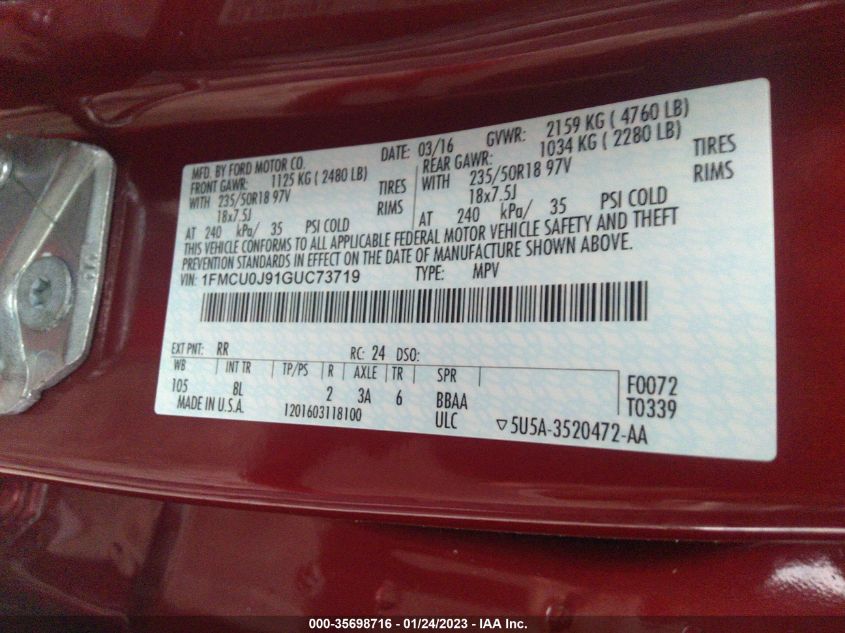 MFD. BY FORD MOTOR CO. DATE: 03/16 GVWR: 2159 KG ( 4760 LB)
FRONT GAWR: 1125 KG ( 2480 LB) REAR GAWR: 1034 KG ( 2280 LB)
WITH 235/50R18 97V TIRES WITH 235/50R18 97V TIRES
18x7.5J RIMS 18x7.5J RIMS
AT 240 kPa/ 35 PSI COLD AT 240 kPa/ 35 PSI COLD
THIS VEHICLE CONFORMS TO ALL APPLICABLE FEDERAL MOTOR VEHICLE SAFETY AND THEFT
PREVENTION STANDARDS IN EFFECT ON THE DATE OF MANUFACTURE SHOWN ABOVE.
VIN: 1FMCU0J91GUC73719 TYPE: MPV
EXT PNT: RR RC: 24 DSO:
WB INT TR TP/PS R AXLE TR SPR F0072
105 8L 2 3A 6 BBAA T0339
MADE IN U.S.A. 1201603118100 ULC ▽5U5A-3520472-AA
000-35698716 - 01/24/2023 - IAA Inc.